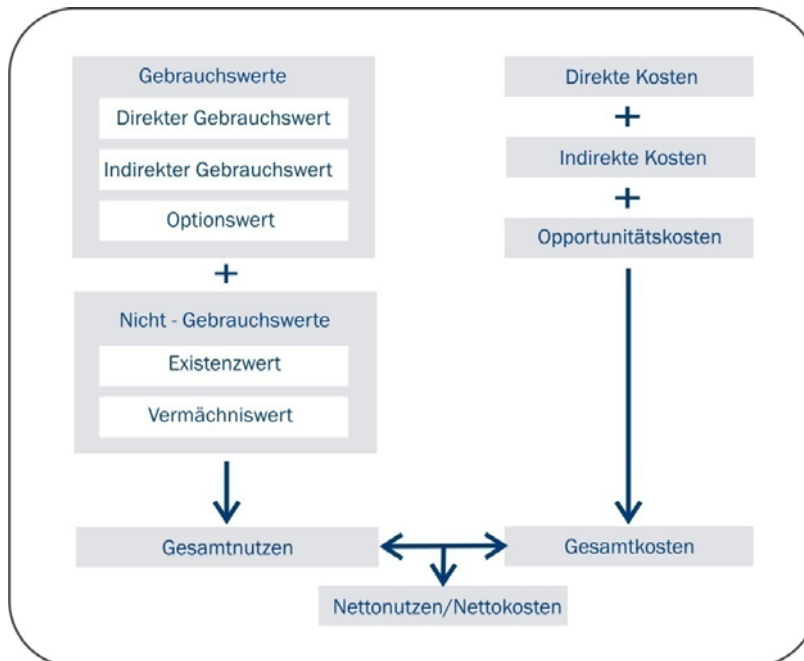 Gebrauchswerte
Direkter Gebrauchswert
Indirekter Gebrauchswert
Optionswert
+
Nicht - Gebrauchswerte
Existenzwert
Vermächniswert
Gesamtnutzen
Direkte Kosten
+
Indirekte Kosten
+
Opportunitätskosten
Gesamtkosten
Nettonutzen/Nettokosten